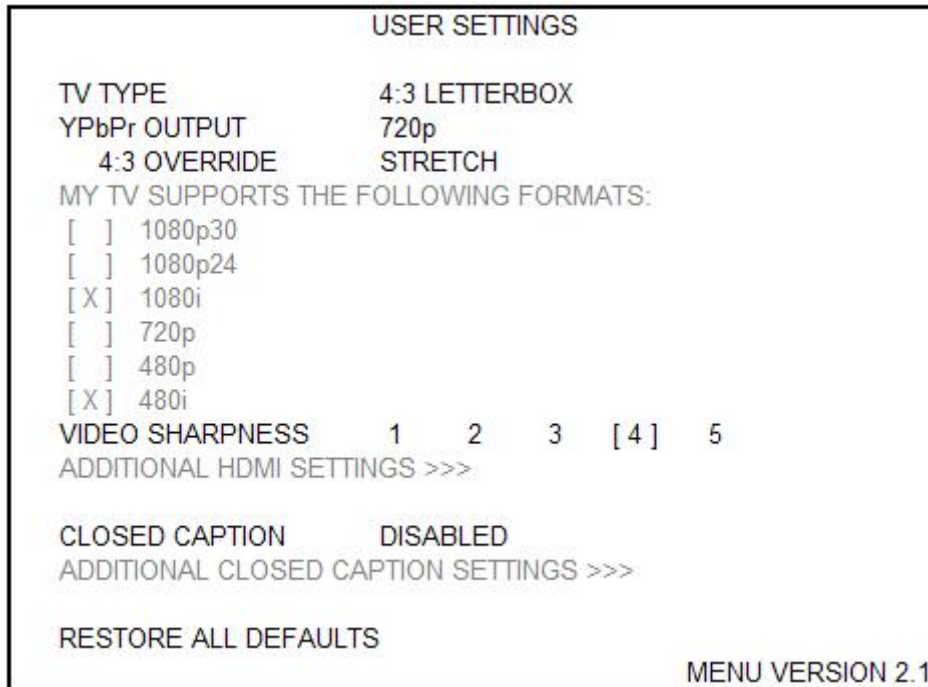 USER SETTINGS
TV TYPE 4:3 LETTERBOX
YPbPr OUTPUT 720p
4:3 OVERRIDE STRETCH
MY TV SUPPORTS THE FOLLOWING FORMATS:
[ ] 1080p30
[ ] 1080p24
[ X ] 1080i
[ ] 720p
[ ] 480p
[ X ] 480i
VIDEO SHARPNESS 1 2 3 [ 4 ] 5
ADDITIONAL HDMI SETTINGS >>>
CLOSED CAPTION DISABLED
ADDITIONAL CLOSED CAPTION SETTINGS >>>
RESTORE ALL DEFAULTS
MENU VERSION 2.1